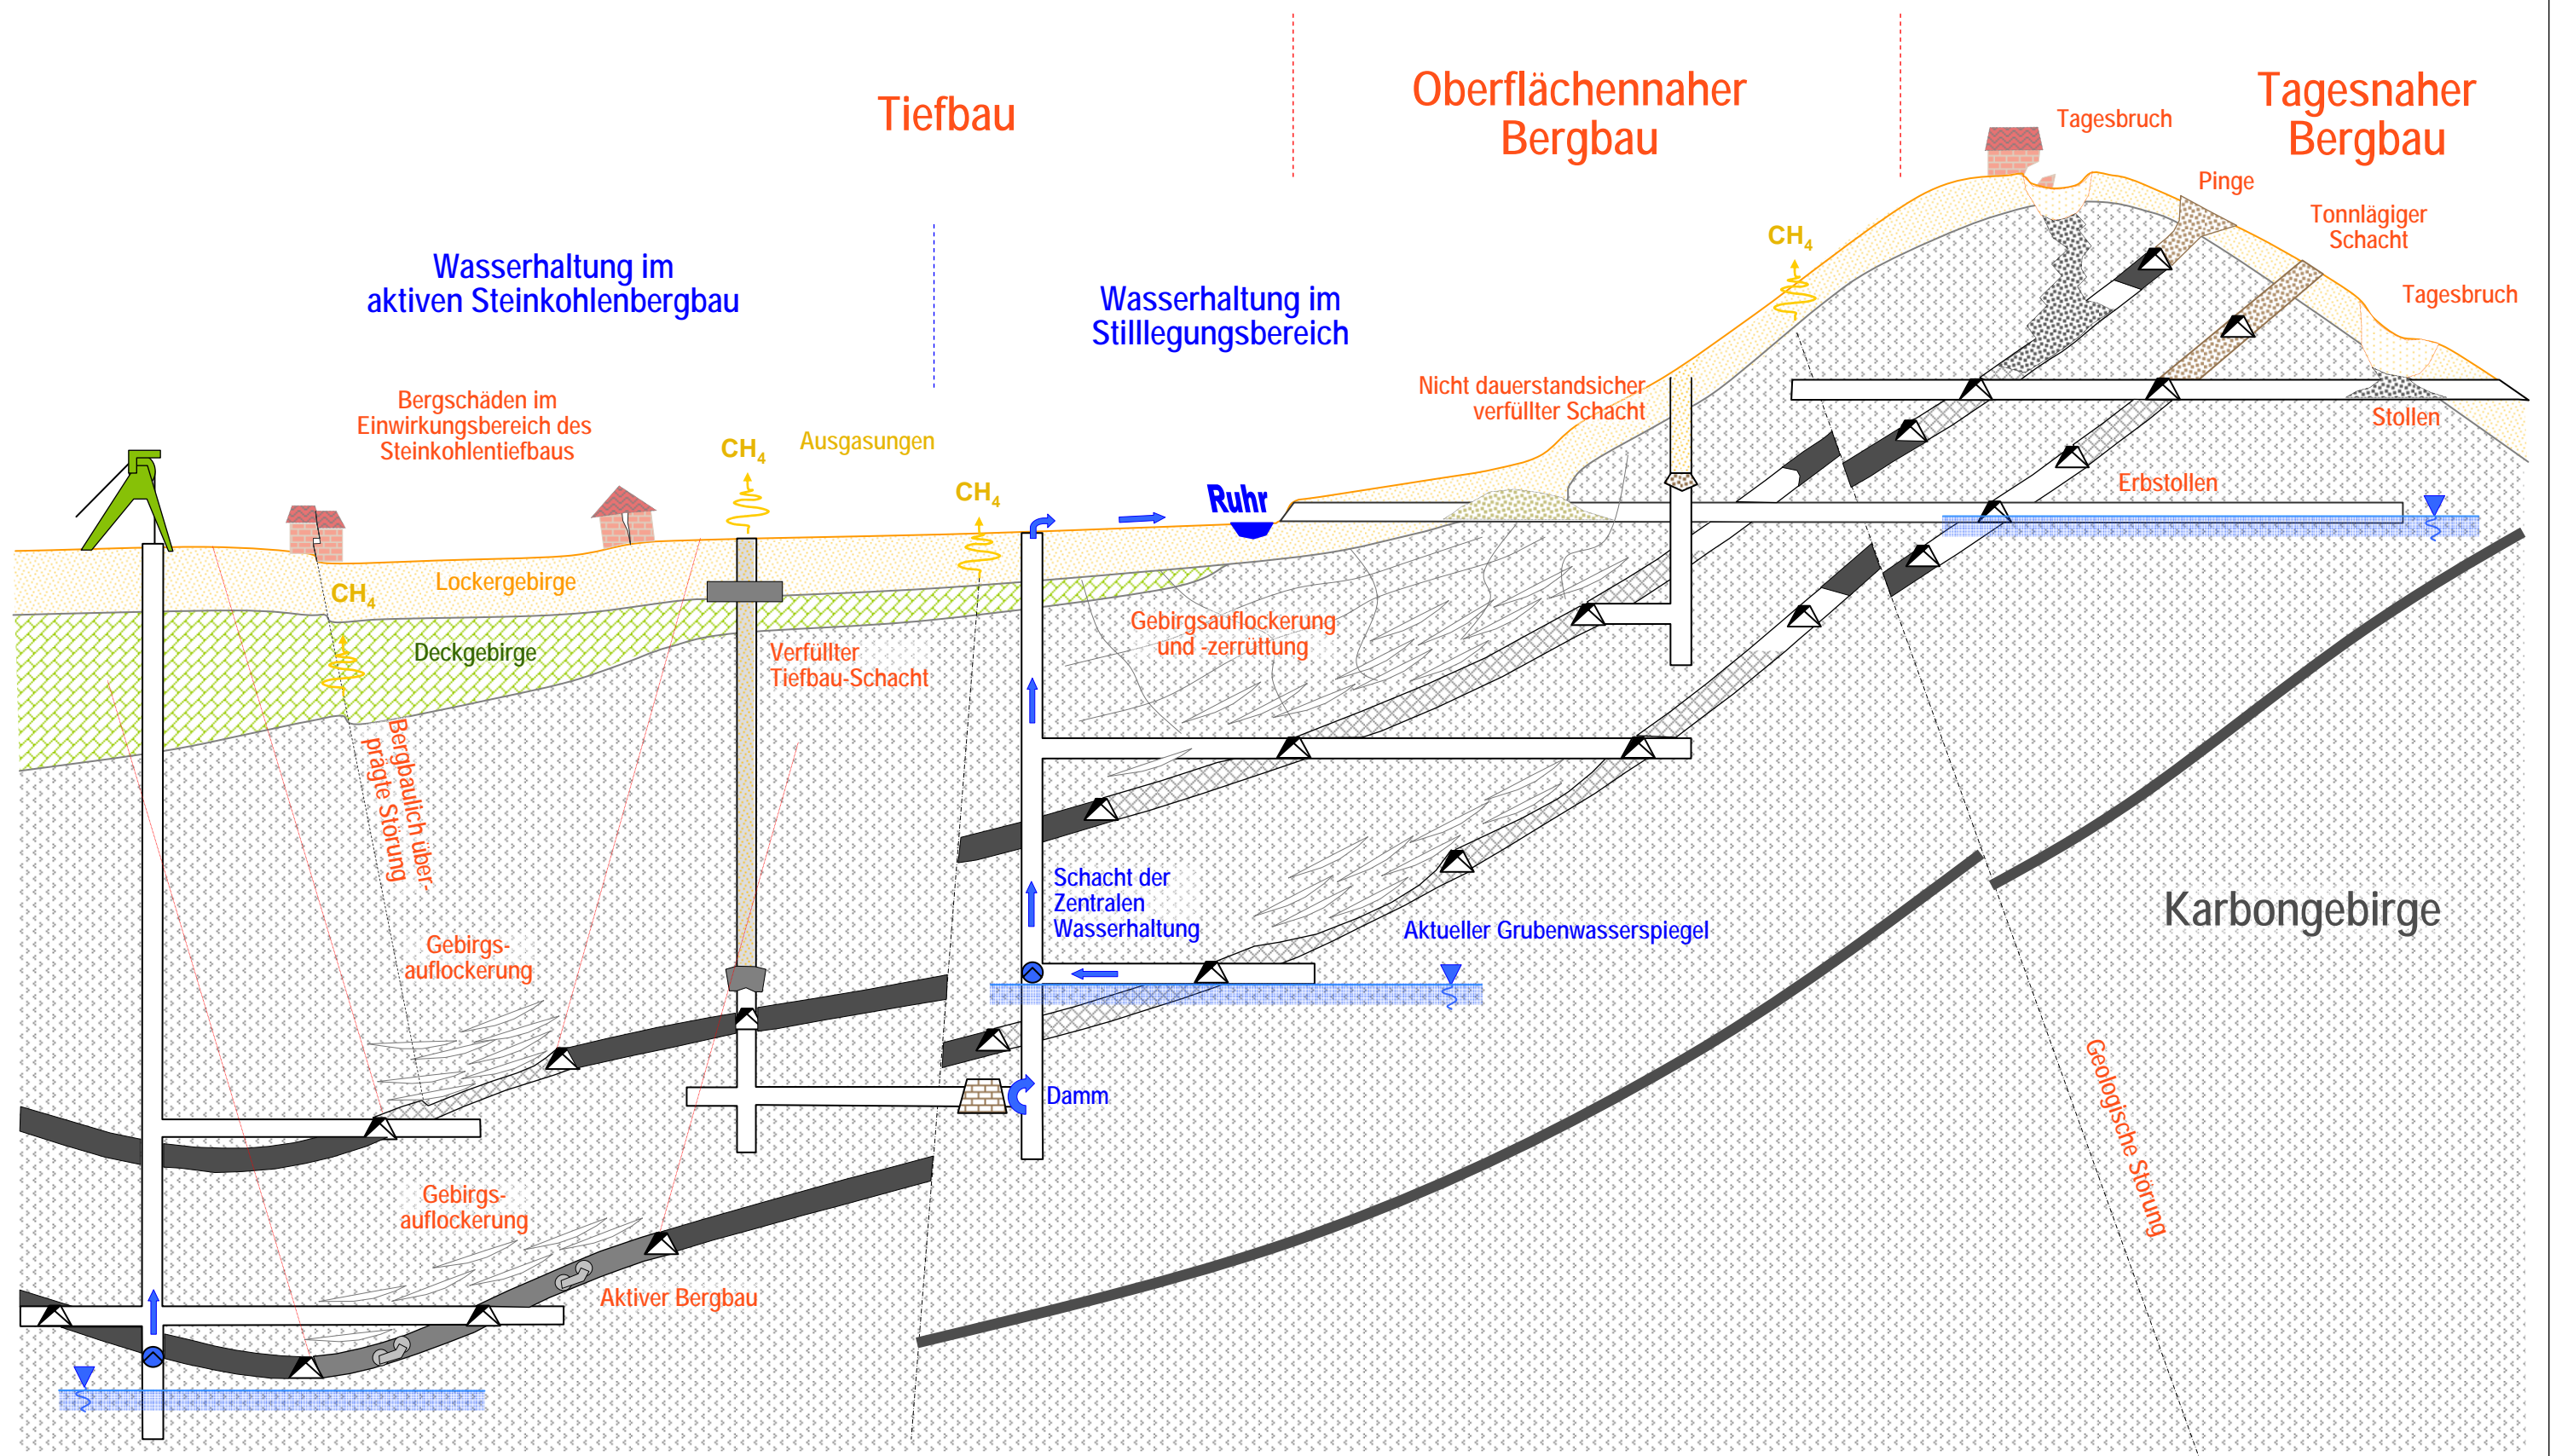 Tiefbau
Oberflächennaher
Bergbau
Tagesnaher
Bergbau
Tagesbruch
Pinge
Tonnlägiger
Schacht
Tagesbruch
CH4
Wasserhaltung im
aktiven Steinkohlenbergbau
Wasserhaltung im
Stilllegungsbereich
Bergschäden im
Einwirkungsbereich des
Steinkohlentiefbaus
CH4
Ausgasungen
CH4
Ruhr
Nicht dauerstandsicher
verfüllter Schacht
Stollen
Erbstollen
Lockergebirge
CH4
Deckgebirge
Verfüllter
Tiefbau-Schacht
Gebirgsauflockerung
und -zerrüttung
Bergbaulich über-
prägte Störung
Schacht der
Zentralen
Wasserhaltung
Aktueller Grubenwasserspiegel
Karbongebirge
Gebirgs-
auflockerung
Damm
Geologische Störung
Gebirgs-
auflockerung
Aktiver Bergbau